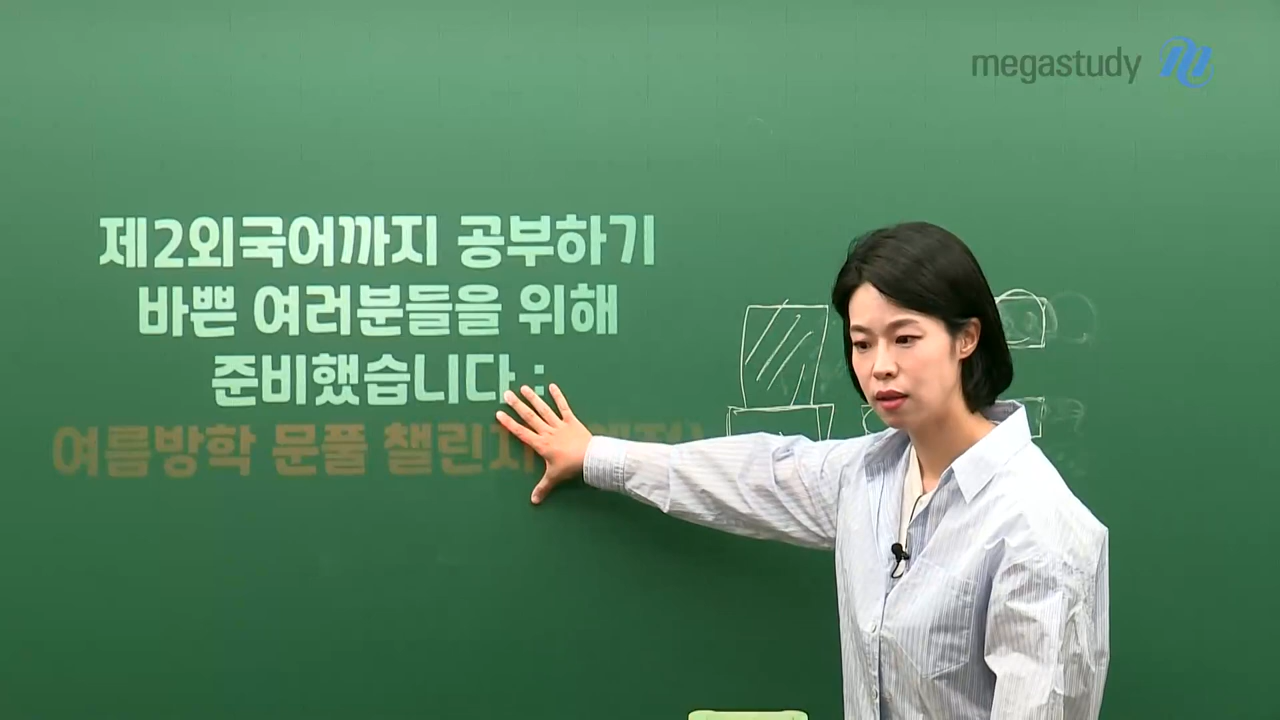 megastudy
제2외국어까지 공부하기
바쁜 여러분들을 위해
준비했습니다 :
여름방학 문풀 챌린지